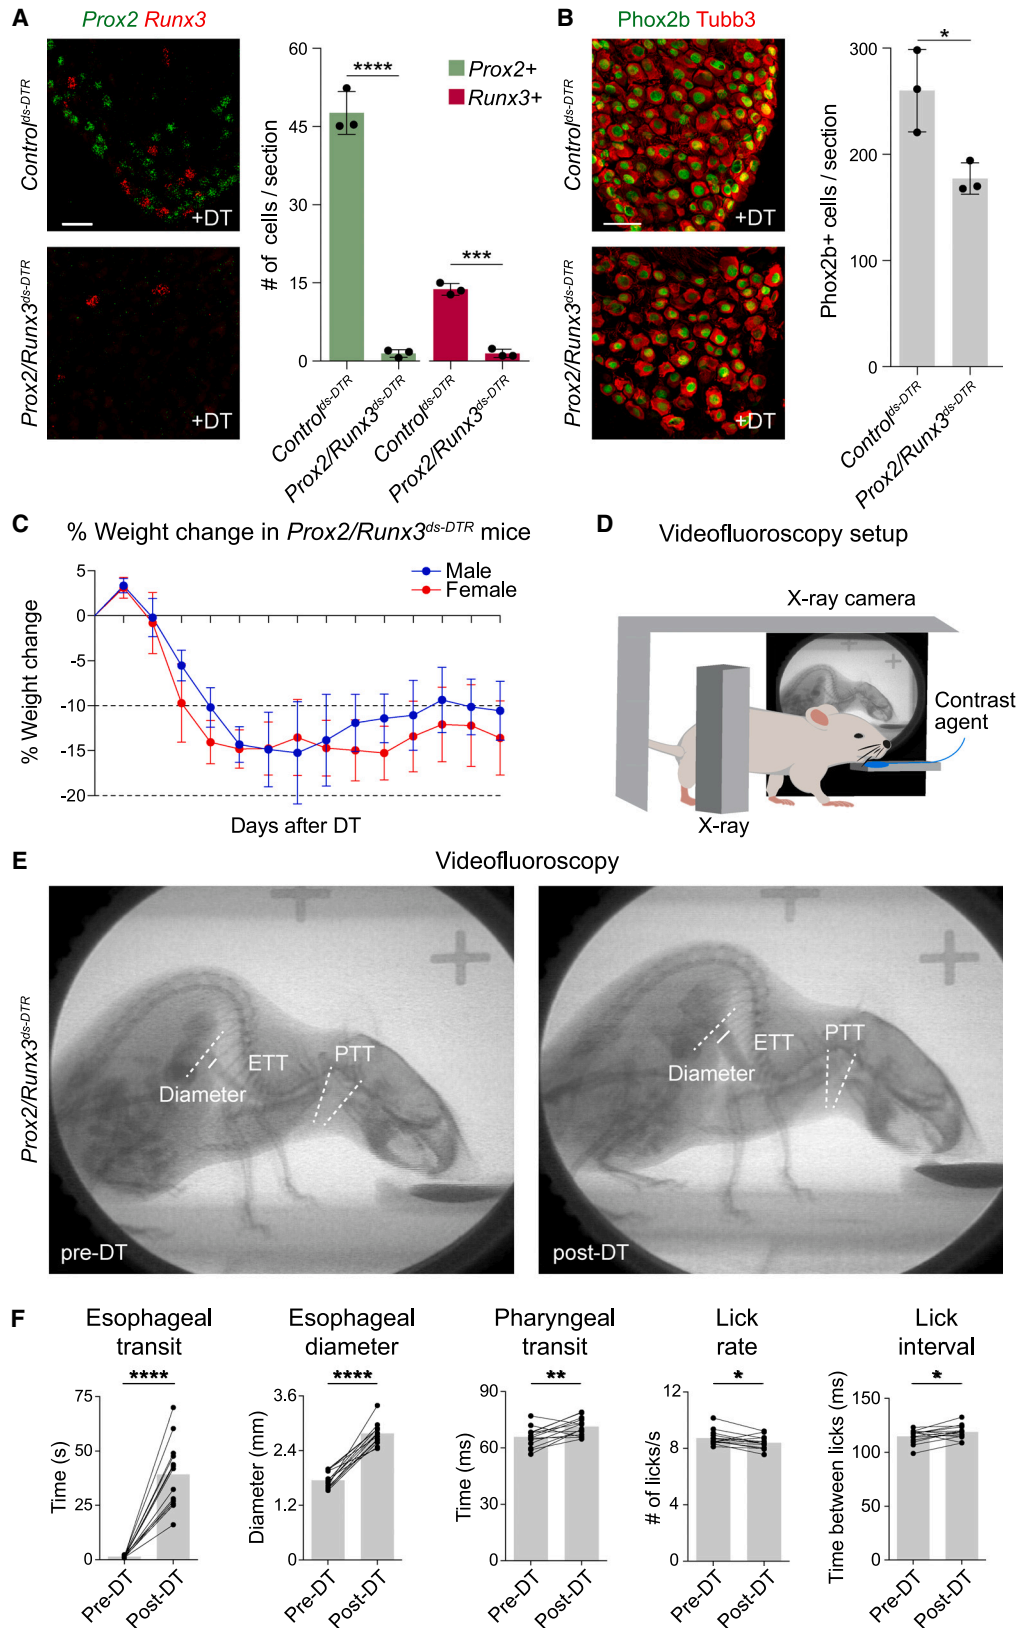 A
Prox2 Runx3
Control^ds-DTR
+DT
Prox2/Runx3^ds-DTR
+DT
# of cells / section
60
45
30
15
0
****
***
Prox2+
Runx3+
Control^ds-DTR
Prox2/Runx3^ds-DTR
Control^ds-DTR
Prox2/Runx3^ds-DTR
B
Phox2b Tubb3
Control^ds-DTR
+DT
Prox2/Runx3^ds-DTR
+DT
Phox2b+ cells / section
300
200
100
0
*
Control^ds-DTR
Prox2/Runx3^ds-DTR
C
% Weight change in Prox2/Runx3^ds-DTR mice
% Weight change
5
0
-5
-10
-15
-20
Male
Female
Days after DT
D
Videofluoroscopy setup
X-ray camera
Contrast
agent
X-ray
E
Videofluoroscopy
Prox2/Runx3^ds-DTR
ETT
PTT
Diameter
pre-DT
ETT
PTT
Diameter
post-DT
F
Esophageal
transit
****
Time (s)
75
50
25
0
Pre-DT
Post-DT
Esophageal
diameter
****
Diameter (mm)
3.6
2.4
1.2
0
Pre-DT
Post-DT
Pharyngeal
transit
**
Time (ms)
90
60
30
0
Pre-DT
Post-DT
Lick
rate
*
# of licks/s
12
8
4
0
Pre-DT
Post-DT
Lick
interval
*
Time between licks (ms)
150
100
50
0
Pre-DT
Post-DT